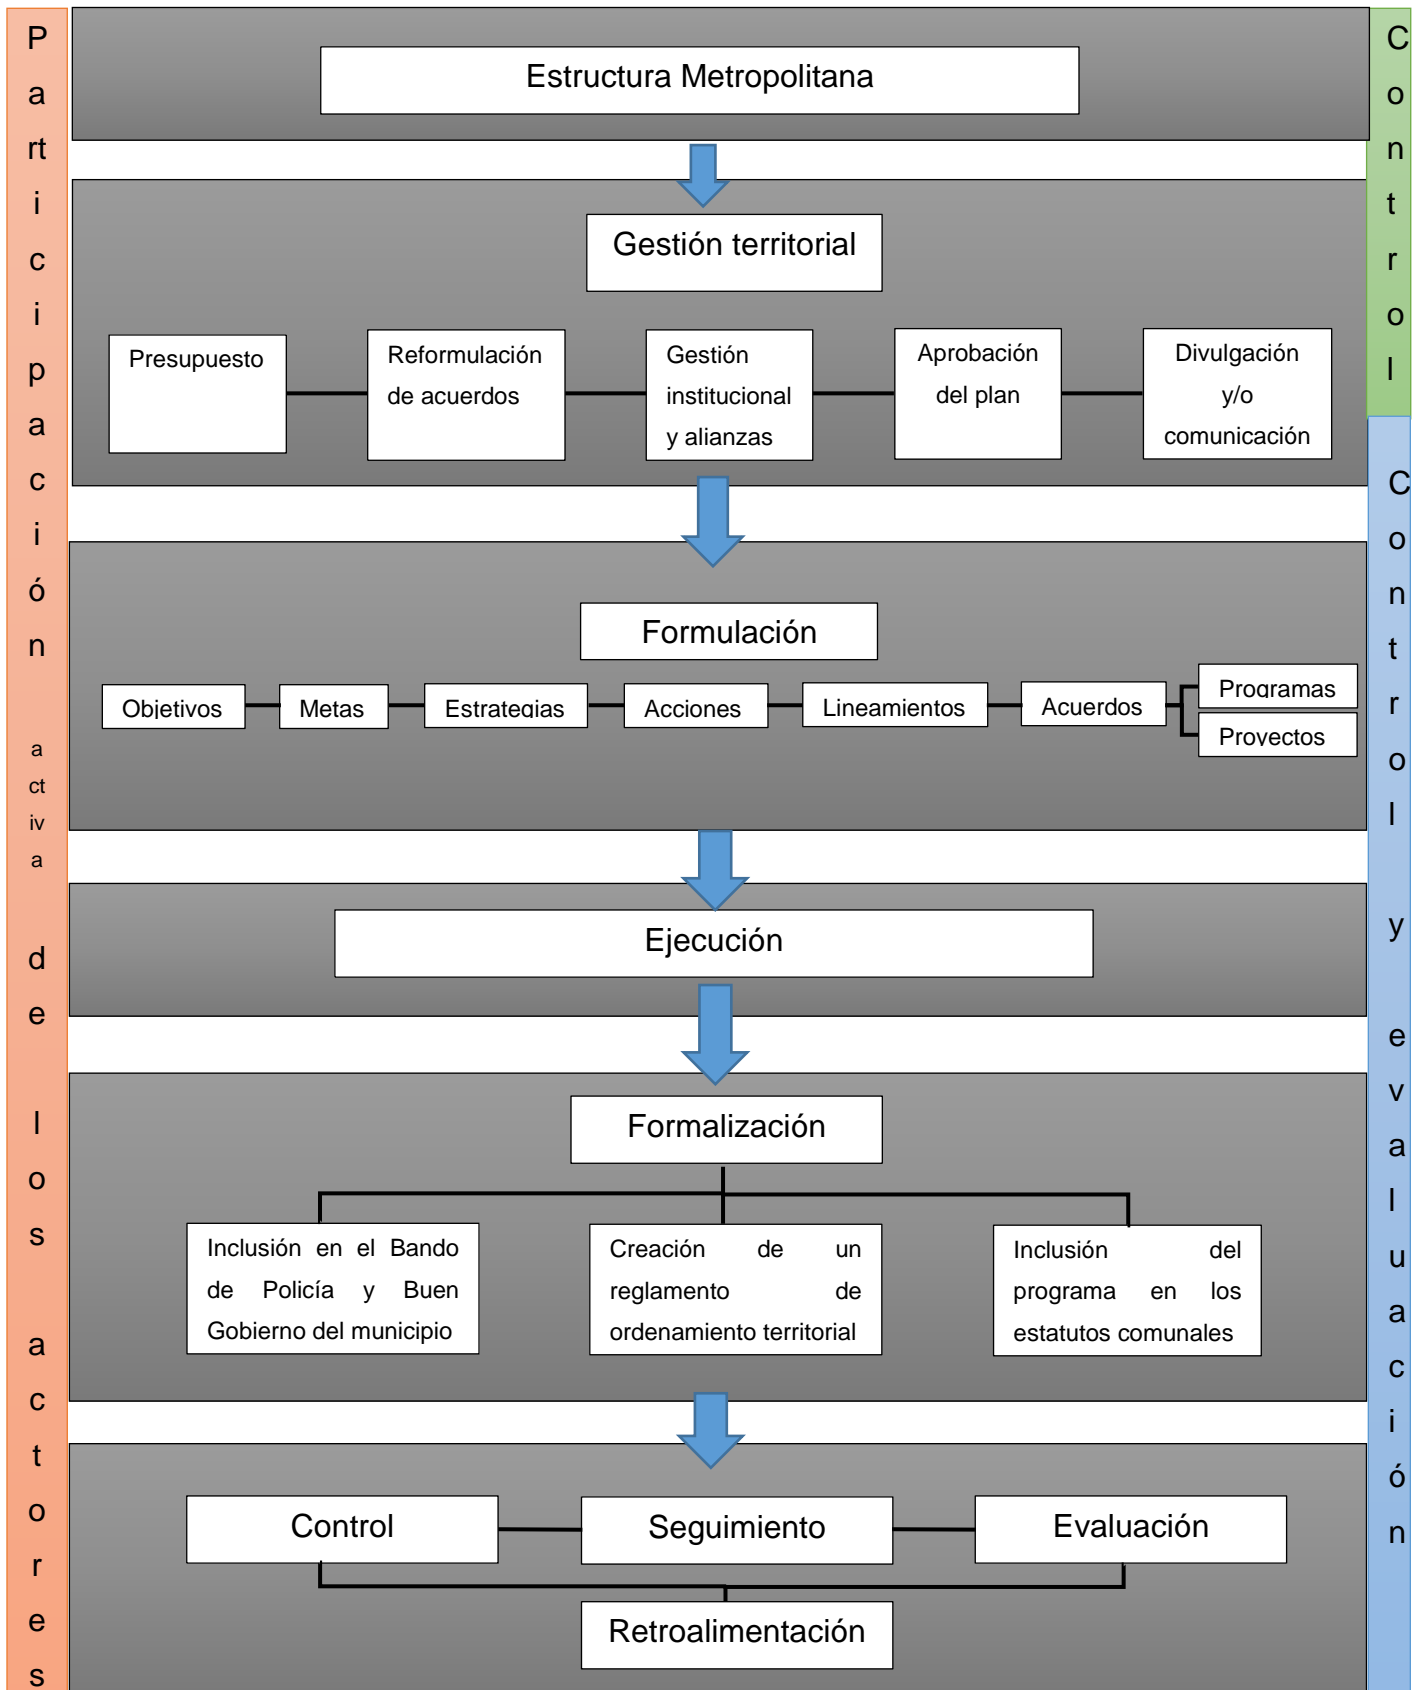 Participación activa de los actores
Estructura Metropolitana
Control
Gestión territorial
Presupuesto
Reformulación
de acuerdos
Gestión
institucional
y alianzas
Aprobación
del plan
Divulgación
y/o
comunicación
Control y evaluación
Formulación
Objetivos
Metas
Estrategias
Acciones
Lineamientos
Acuerdos
Programas
Proyectos
Ejecución
Formalización
Inclusión en el Bando
de Policía y Buen
Gobierno del municipio
Creación de un
reglamento de
ordenamiento territorial
Inclusión del
programa en los
estatutos comunales
Control
Seguimiento
Evaluación
Retroalimentación